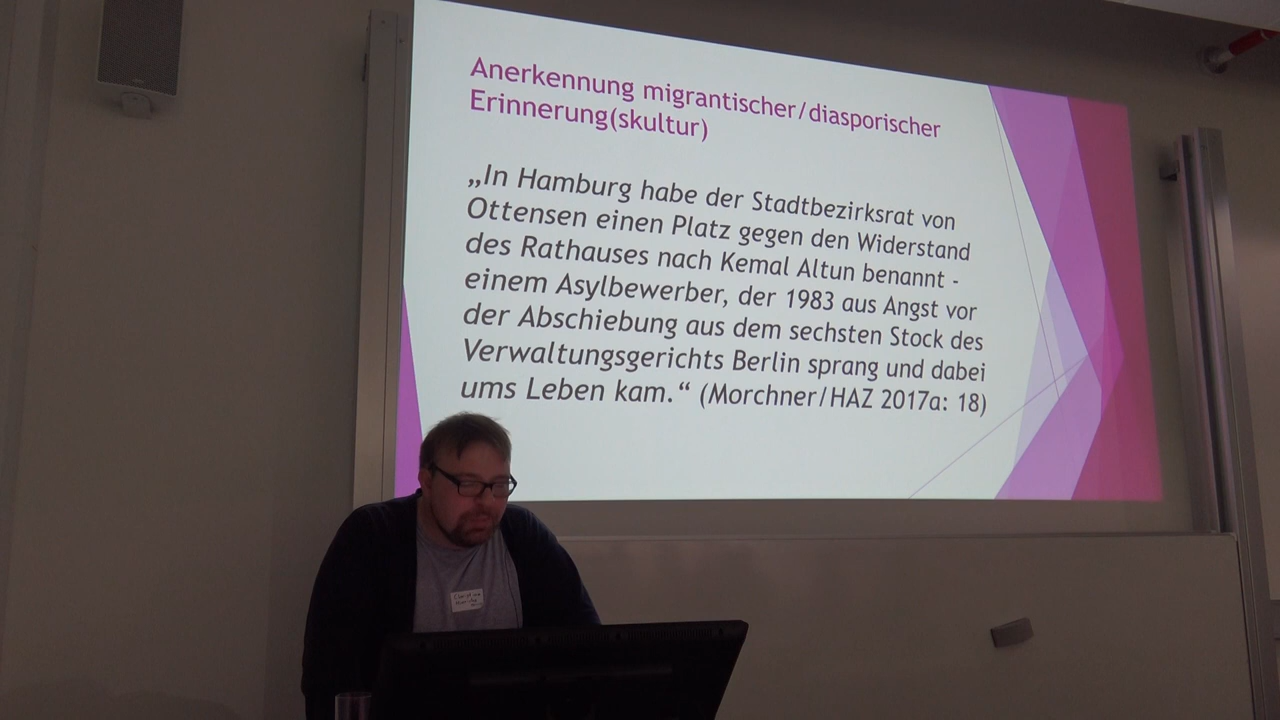 Anerkennung migrantischer/diasporischer
Erinnerung(skultur)
„In Hamburg habe der Stadtbezirksrat von
Ottensen einen Platz gegen den Widerstand
des Rathauses nach Kemal Altun benannt -
einem Asylbewerber, der 1983 aus Angst vor
der Abschiebung aus dem sechsten Stock des
Verwaltungsgerichts Berlin sprang und dabei
ums Leben kam.“ (Morchner/HAZ 2017a: 18)